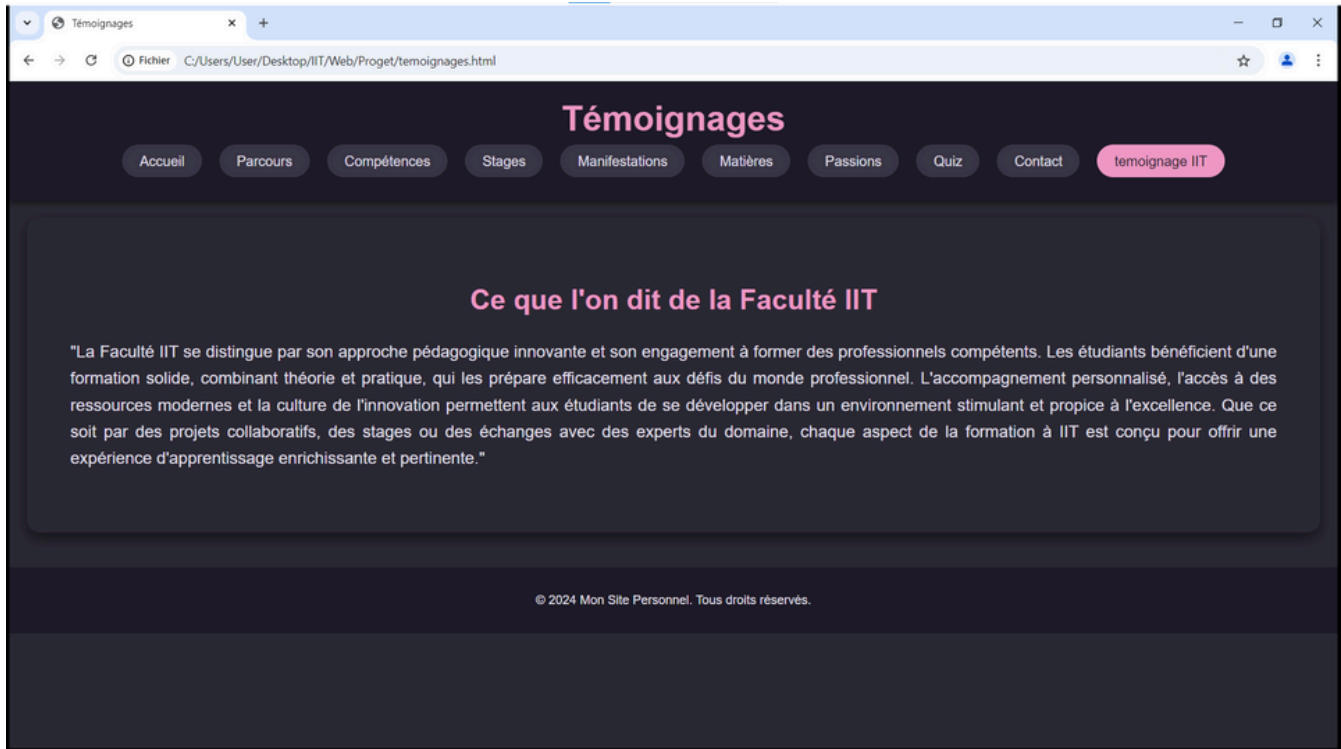 Témoignages
Fichier C:/Users/User/Desktop/IIT/Web/Proget/temoignages.html
Témoignages
Accueil Parcours Compétences Stages Manifestations Matières Passions Quiz Contact temoignage IIT
Ce que l'on dit de la Faculté IIT
"La Faculté IIT se distingue par son approche pédagogique innovante et son engagement à former des professionnels compétents. Les étudiants bénéficient d'une
formation solide, combinant théorie et pratique, qui les prépare efficacement aux défis du monde professionnel. L'accompagnement personnalisé, l'accès à des
ressources modernes et la culture de l'innovation permettent aux étudiants de se développer dans un environnement stimulant et propice à l'excellence. Que ce
soit par des projets collaboratifs, des stages ou des échanges avec des experts du domaine, chaque aspect de la formation à IIT est conçu pour offrir une
expérience d'apprentissage enrichissante et pertinente."
© 2024 Mon Site Personnel. Tous droits réservés.